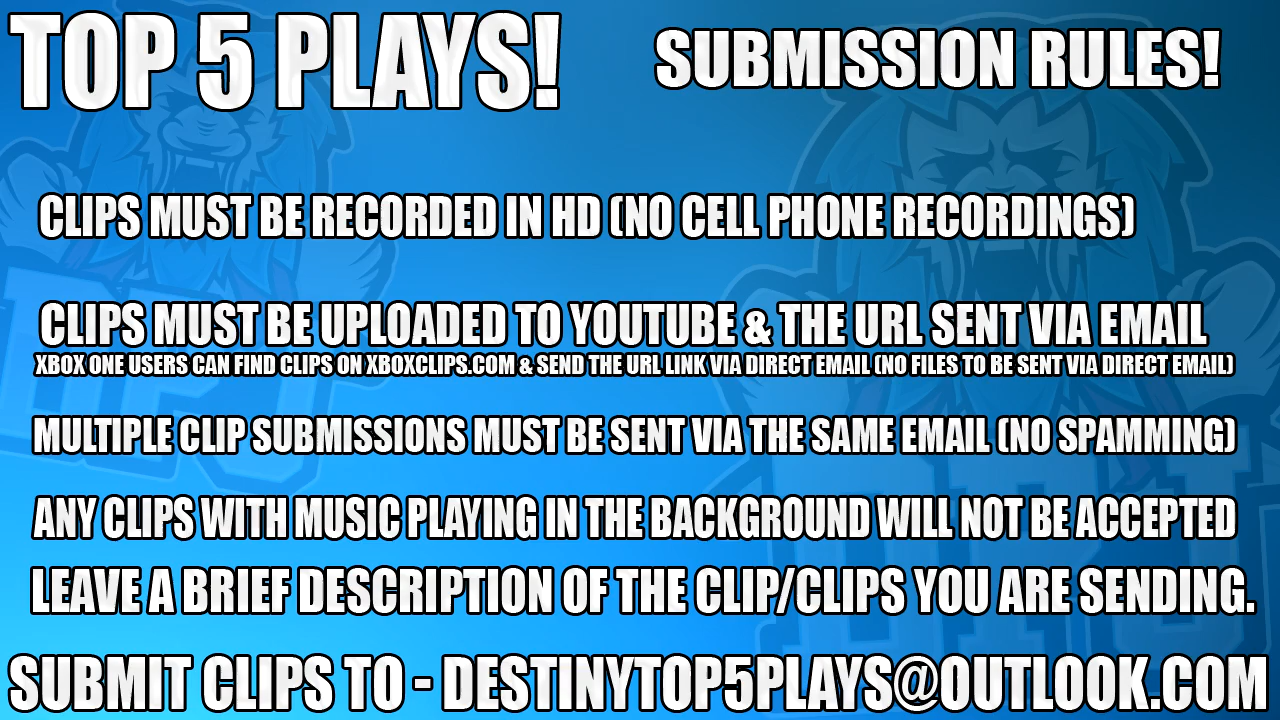 TOP 5 PLAYS!
SUBMISSION RULES!
CLIPS MUST BE RECORDED IN HD (NO CELL PHONE RECORDINGS)
CLIPS MUST BE UPLOADED TO YOUTUBE & THE URL SENT VIA EMAIL
XBOX ONE USERS CAN FIND CLIPS ON XBOXCLIPS.COM & SEND THE URL LINK VIA DIRECT EMAIL (NO FILES TO BE SENT VIA DIRECT EMAIL)
MULTIPLE CLIP SUBMISSIONS MUST BE SENT VIA THE SAME EMAIL (NO SPAMMING)
ANY CLIPS WITH MUSIC PLAYING IN THE BACKGROUND WILL NOT BE ACCEPTED
LEAVE A BRIEF DESCRIPTION OF THE CLIP/CLIPS YOU ARE SENDING.
SUBMIT CLIPS TO - DESTINYTOP5PLAYS@OUTLOOK.COM